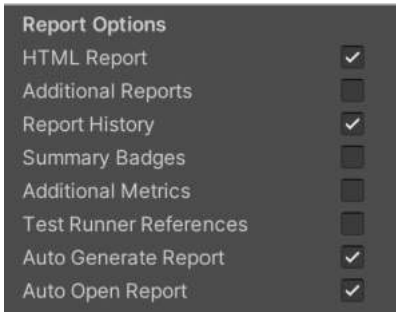 Report Options
HTML Report
Additional Reports
Report History
Summary Badges
Additional Metrics
Test Runner References
Auto Generate Report
Auto Open Report